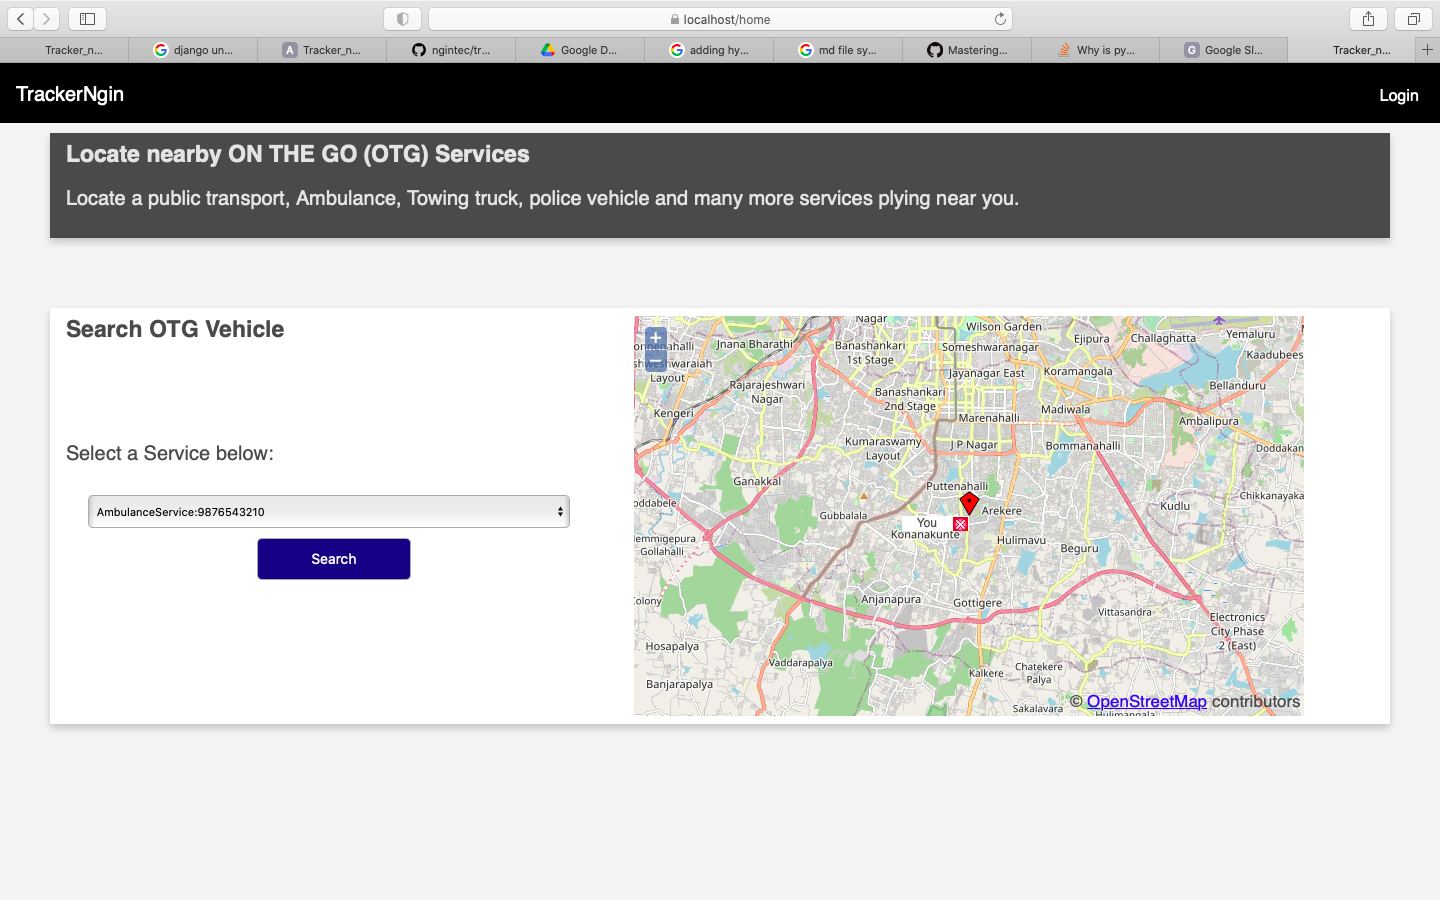 localhost/home
Tracker_n...
django un...
A Tracker_n...
ngintec/tr...
Google D...
adding hy...
md file sy...
Mastering...
Why is py...
G Google Sl...
Tracker_n...
TrackerNgin
Login
Locate nearby ON THE GO (OTG) Services
Locate a public transport, Ambulance, Towing truck, police vehicle and many more services plying near you.
Search OTG Vehicle
Select a Service below:
AmbulanceService:9876543210
Search
+
Nagar
Wilson Garden
Jnana Bharathi
Banashankari
1st Stage
Someshwaranagar
Ejipura
Challaghatta
Yemaluru
Kaadubees
Layout
Rajarajeshwari
Nagar
Jayanagar East
Koramangala
Bellanduru
Kengeri
Banashankari
2nd Stage
Marenahalli
Madiwala
Ambalipura
Kumaraswamy
Layout
J P Nagar
Bommanahalli
Doddakan
Ganakkal
Puttenahalli
Chikkanayaka
oddabele
Gubbalala
Arekere
Kudlu
You
Konanakunte
lemmigepura
Gollahalli
Hulimavu
Beguru
Colony
Anjanapura
Gottigere
Vittasandra
Electronics
City Phase
2 (East)
Hosapalya
Vaddarapalya
Kalkere
Chatekere
Palya
Banjarapalya
Sakalavara
© OpenStreetMap contributors